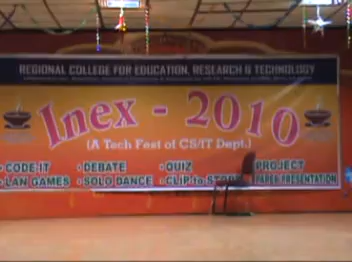 REGIONAL COLLEGE FOR EDUCATION, RESEARCH & TECHNOLOGY
Inex - 2010
(A Tech Fest of CS/IT Dept.)
• CODE-IT • DEBATE • QUIZ PROJECT
• LAN GAMES • SOLO DANCE PAPER PRESENTATION